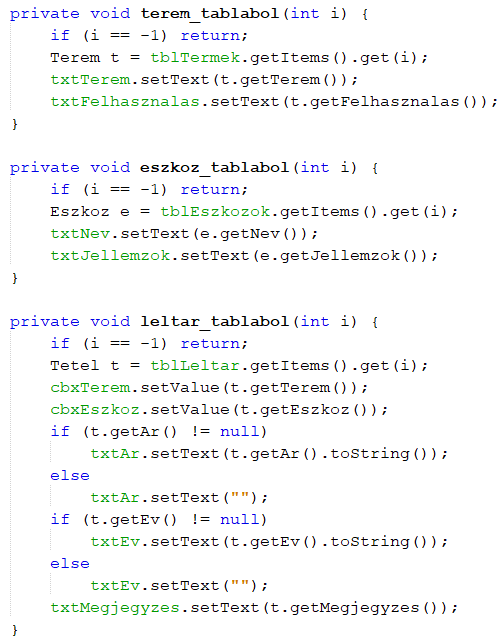 private void terem_tablabol(int i) {
    if (i == -1) return;
    Terem t = tblTermek.getItems().get(i);
    txtTerem.setText(t.getTerem());
    txtFelhasznalas.setText(t.getFelhasznalas());
}

private void eszkoz_tablabol(int i) {
    if (i == -1) return;
    Eszkoz e = tblEszkozok.getItems().get(i);
    txtNev.setText(e.getNev());
    txtJellemzok.setText(e.getJellemzok());
}

private void leltar_tablabol(int i) {
    if (i == -1) return;
    Tetel t = tblLeltar.getItems().get(i);
    cbxTerem.setValue(t.getTerem());
    cbxEszkoz.setValue(t.getEszkoz());
    if (t.getAr() != null)
        txtAr.setText(t.getAr().toString());
    else
        txtAr.setText("");
    if (t.getEv() != null)
        txtEv.setText(t.getEv().toString());
    else
        txtEv.setText("");
    txtMegjegyzes.setText(t.getMegjegyzes());
}